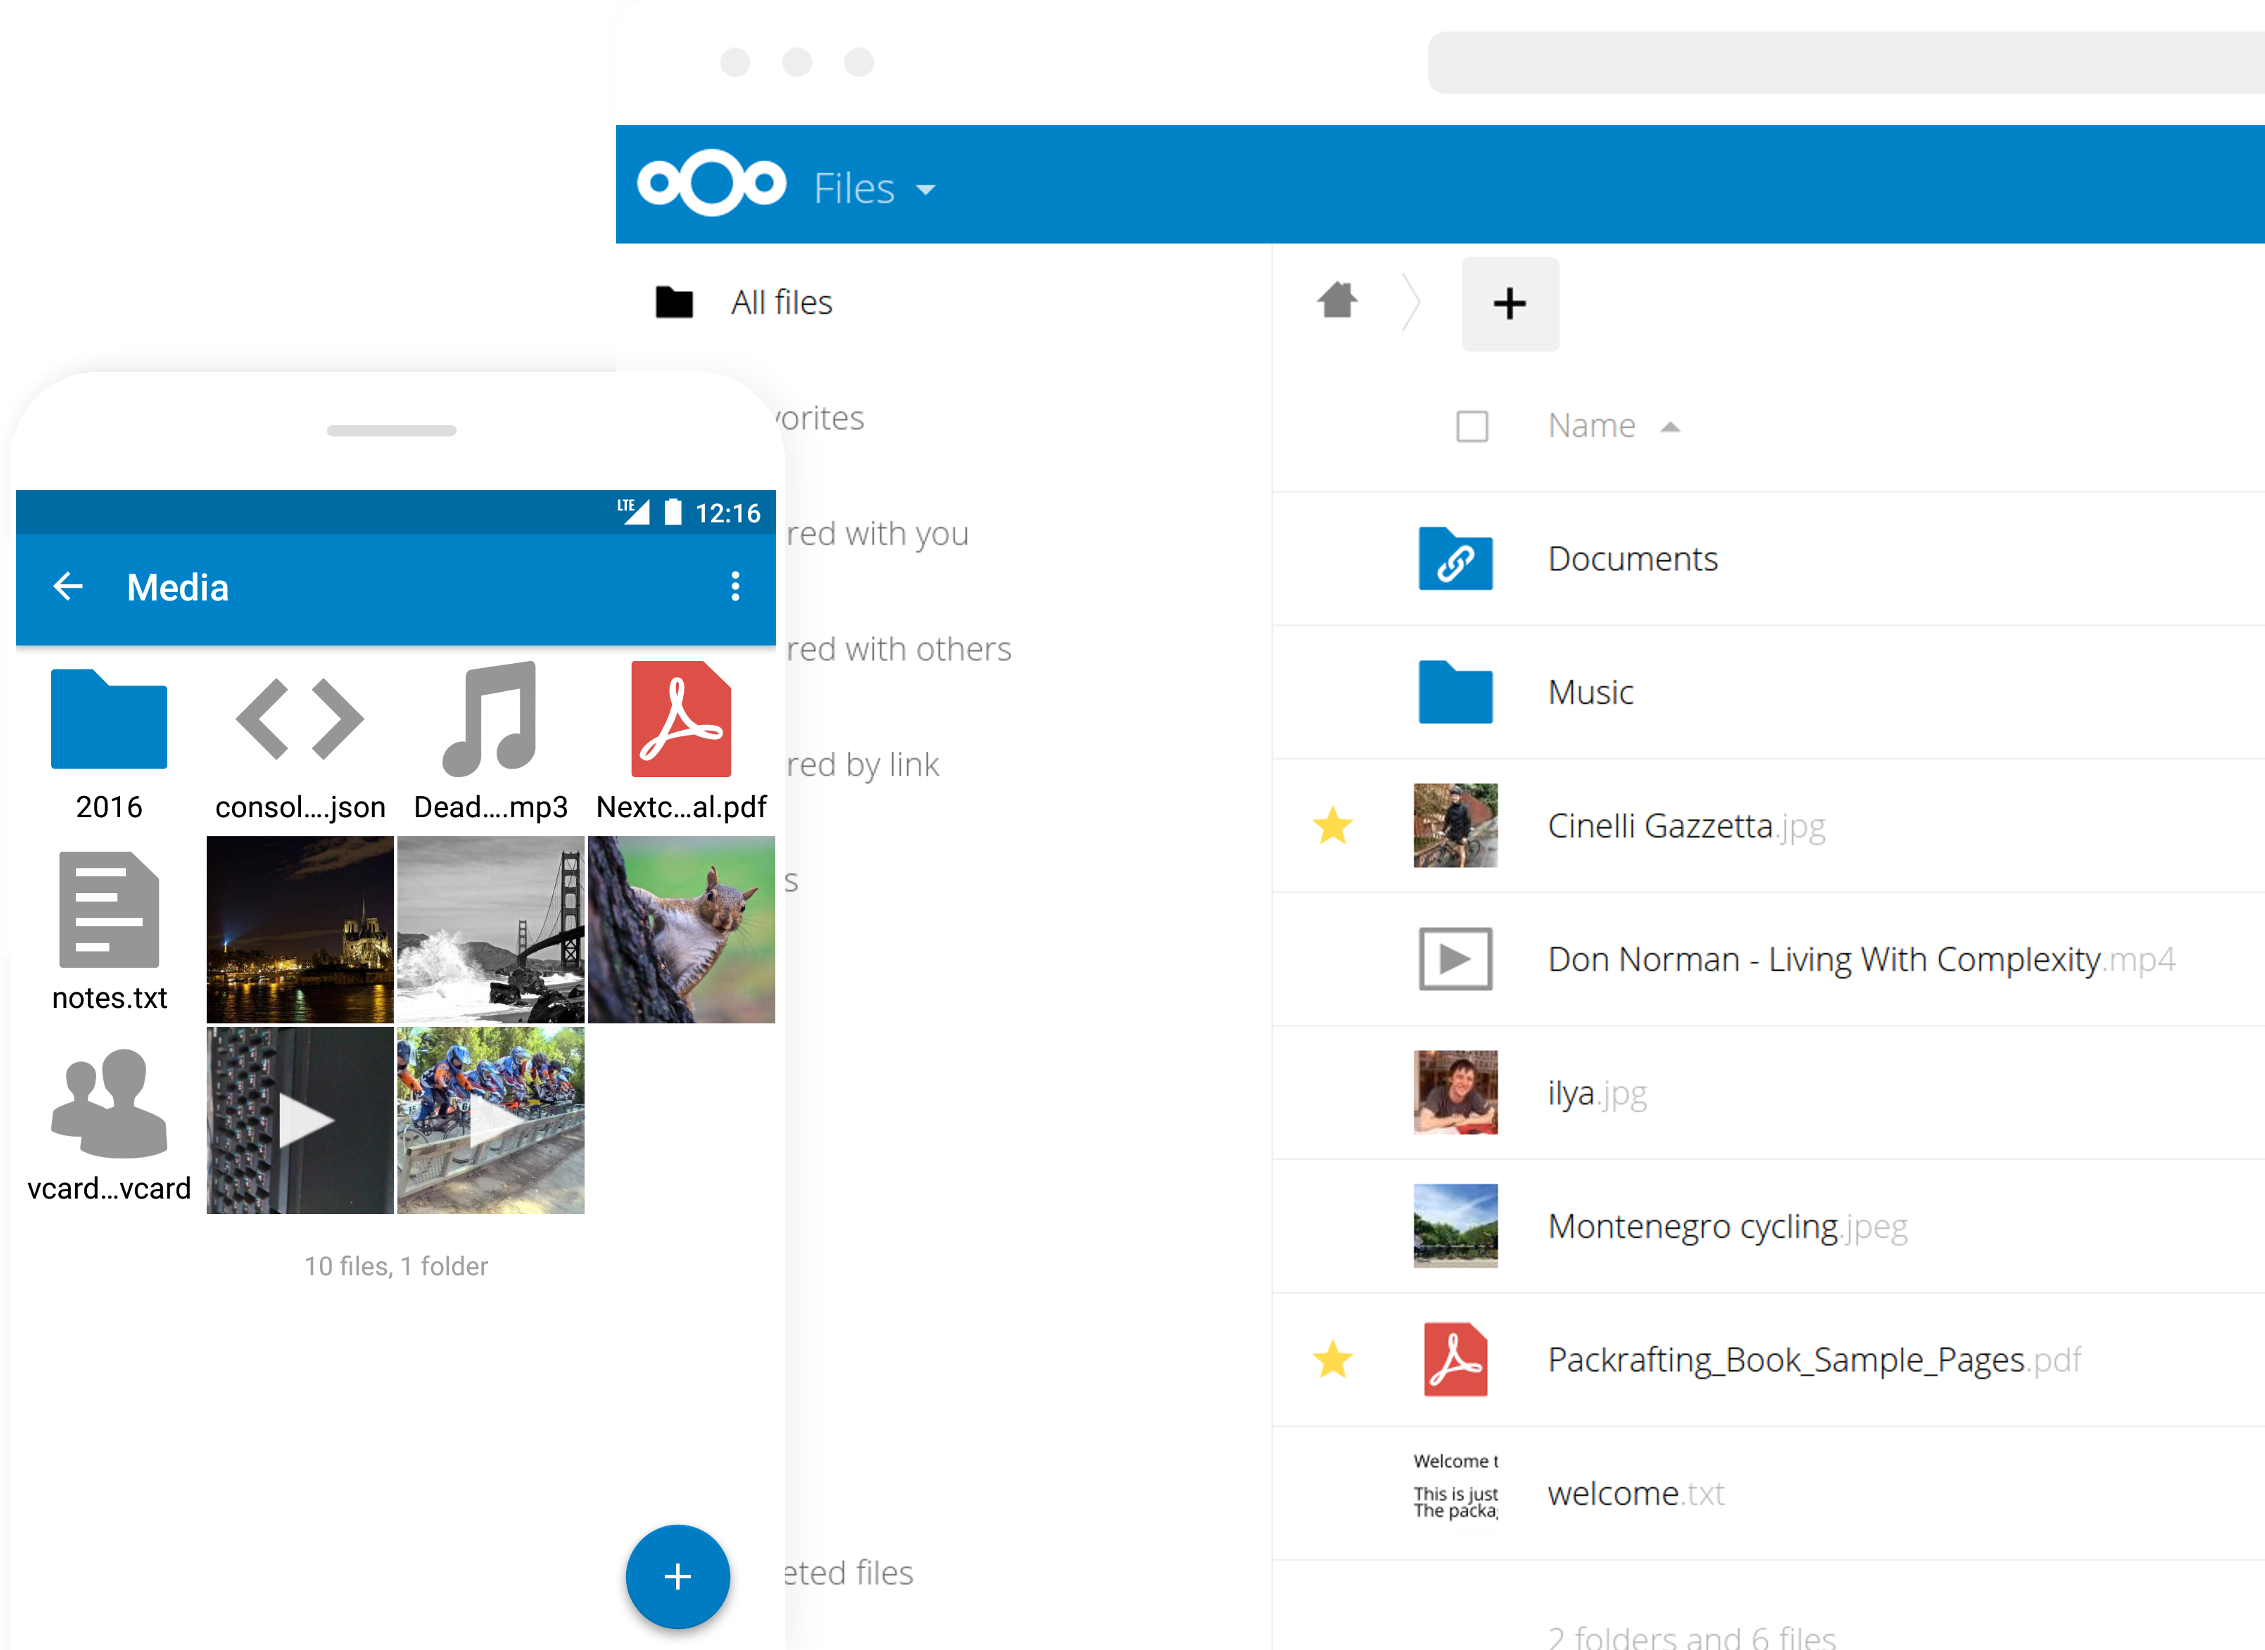 Files
All files
vorites
red with you
red with others
red by link
s
eted files
Name
Documents
Music
Cinelli Gazzetta.jpg
Don Norman - Living With Complexity.mp4
ilya.jpg
Montenegro cycling.jpeg
Packrafting_Book_Sample_Pages.pdf
Welcome t
This is just
The packa
welcome.txt
2 folders and 6 files
LTE 12:16
Media
2016
consol....json
Dead....mp3
Nextc...al.pdf
notes.txt
vcard...vcard
10 files, 1 folder